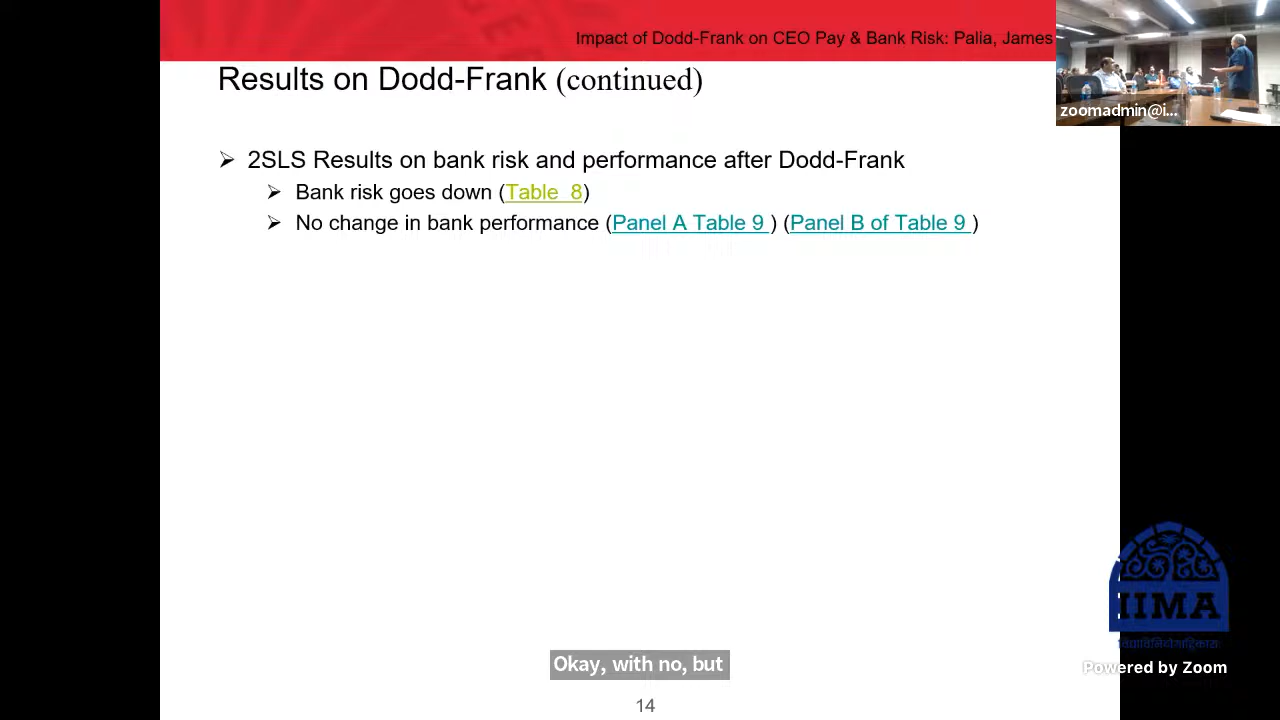 Impact of Dodd-Frank on CEO Pay & Bank Risk: Palia, James
zoomadmin@i...
Results on Dodd-Frank (continued)
2SLS Results on bank risk and performance after Dodd-Frank
Bank risk goes down (Table 8)
No change in bank performance (Panel A Table 9 ) (Panel B of Table 9 )
IIMA
Okay, with no, but
Powered by Zoom
14